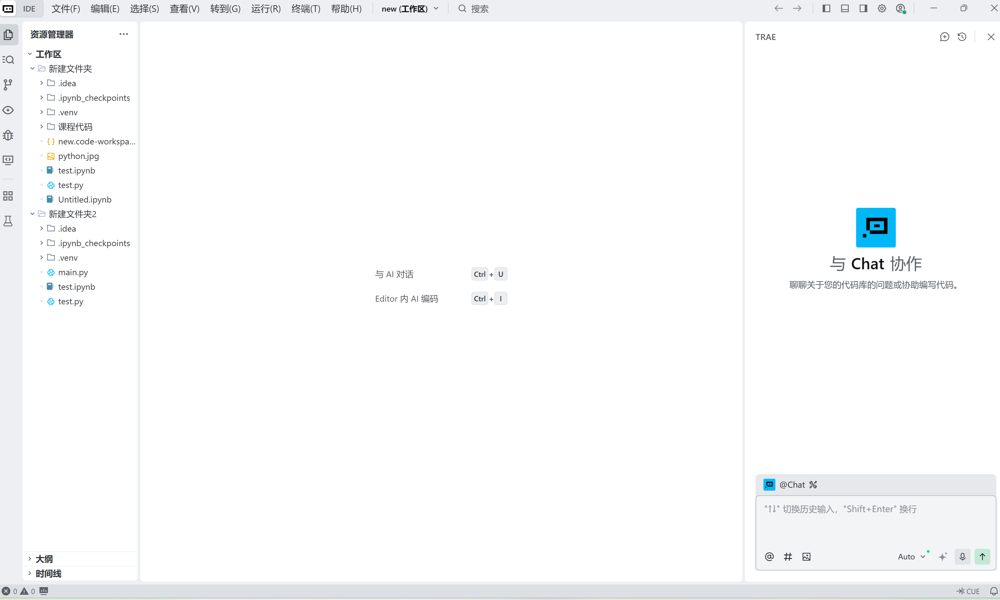 IDE 文件(F) 编辑(E) 选择(S) 查看(V) 转到(G) 运行(R) 终端(T) 帮助(H) new (工作区) 搜索
资源管理器
工作区
新建文件夹
.idea
.ipynb_checkpoints
.venv
课程代码
new.code-workspa...
python.jpg
test.ipynb
test.py
Untitled.ipynb
新建文件夹2
.idea
.ipynb_checkpoints
.venv
main.py
test.ipynb
test.py
大纲
时间线
与 AI 对话 Ctrl + U
Editor 内 AI 编码 Ctrl + I
TRAE
与 Chat 协作
聊聊关于您的代码库的问题或协助编写代码。
@Chat
"↑↓" 切换历史输入，"Shift+Enter" 换行
Auto
0 0
CUE